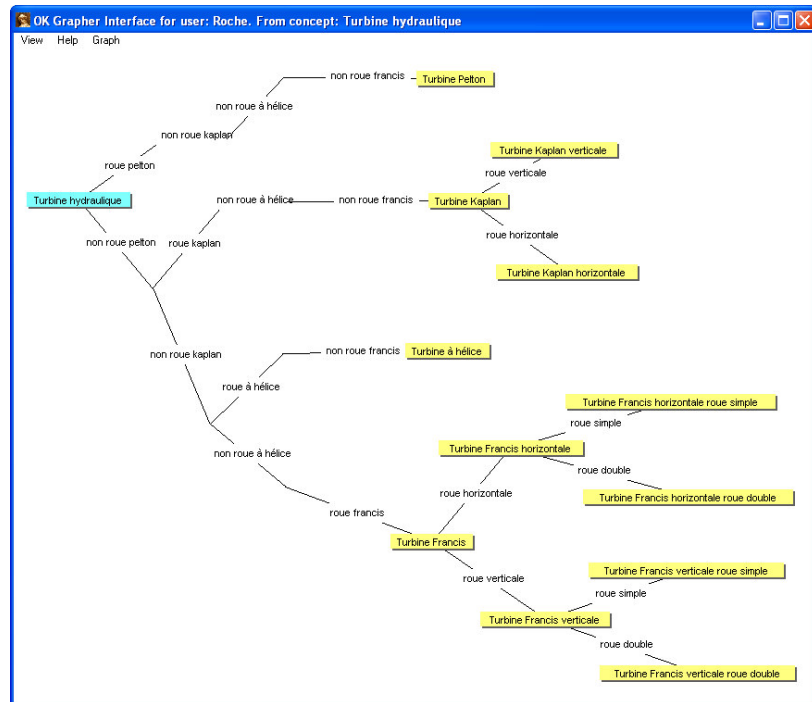 OK Grapher Interface for user: Roche. From concept: Turbine hydraulique
View Help Graph
non roue francis
Turbine Pelton
non roue à hélice
non roue kaplan
roue pelton
Turbine hydraulique
non roue pelton
roue kaplan
non roue à hélice
non roue francis
Turbine Kaplan
Turbine Kaplan verticale
roue verticale
roue horizontale
Turbine Kaplan horizontale
non roue kaplan
roue à hélice
non roue francis
Turbine à hélice
non roue à hélice
roue francis
Turbine Francis
roue horizontale
Turbine Francis horizontale
roue simple
Turbine Francis horizontale roue simple
roue double
Turbine Francis horizontale roue double
roue verticale
Turbine Francis verticale
roue simple
Turbine Francis verticale roue simple
roue double
Turbine Francis verticale roue double